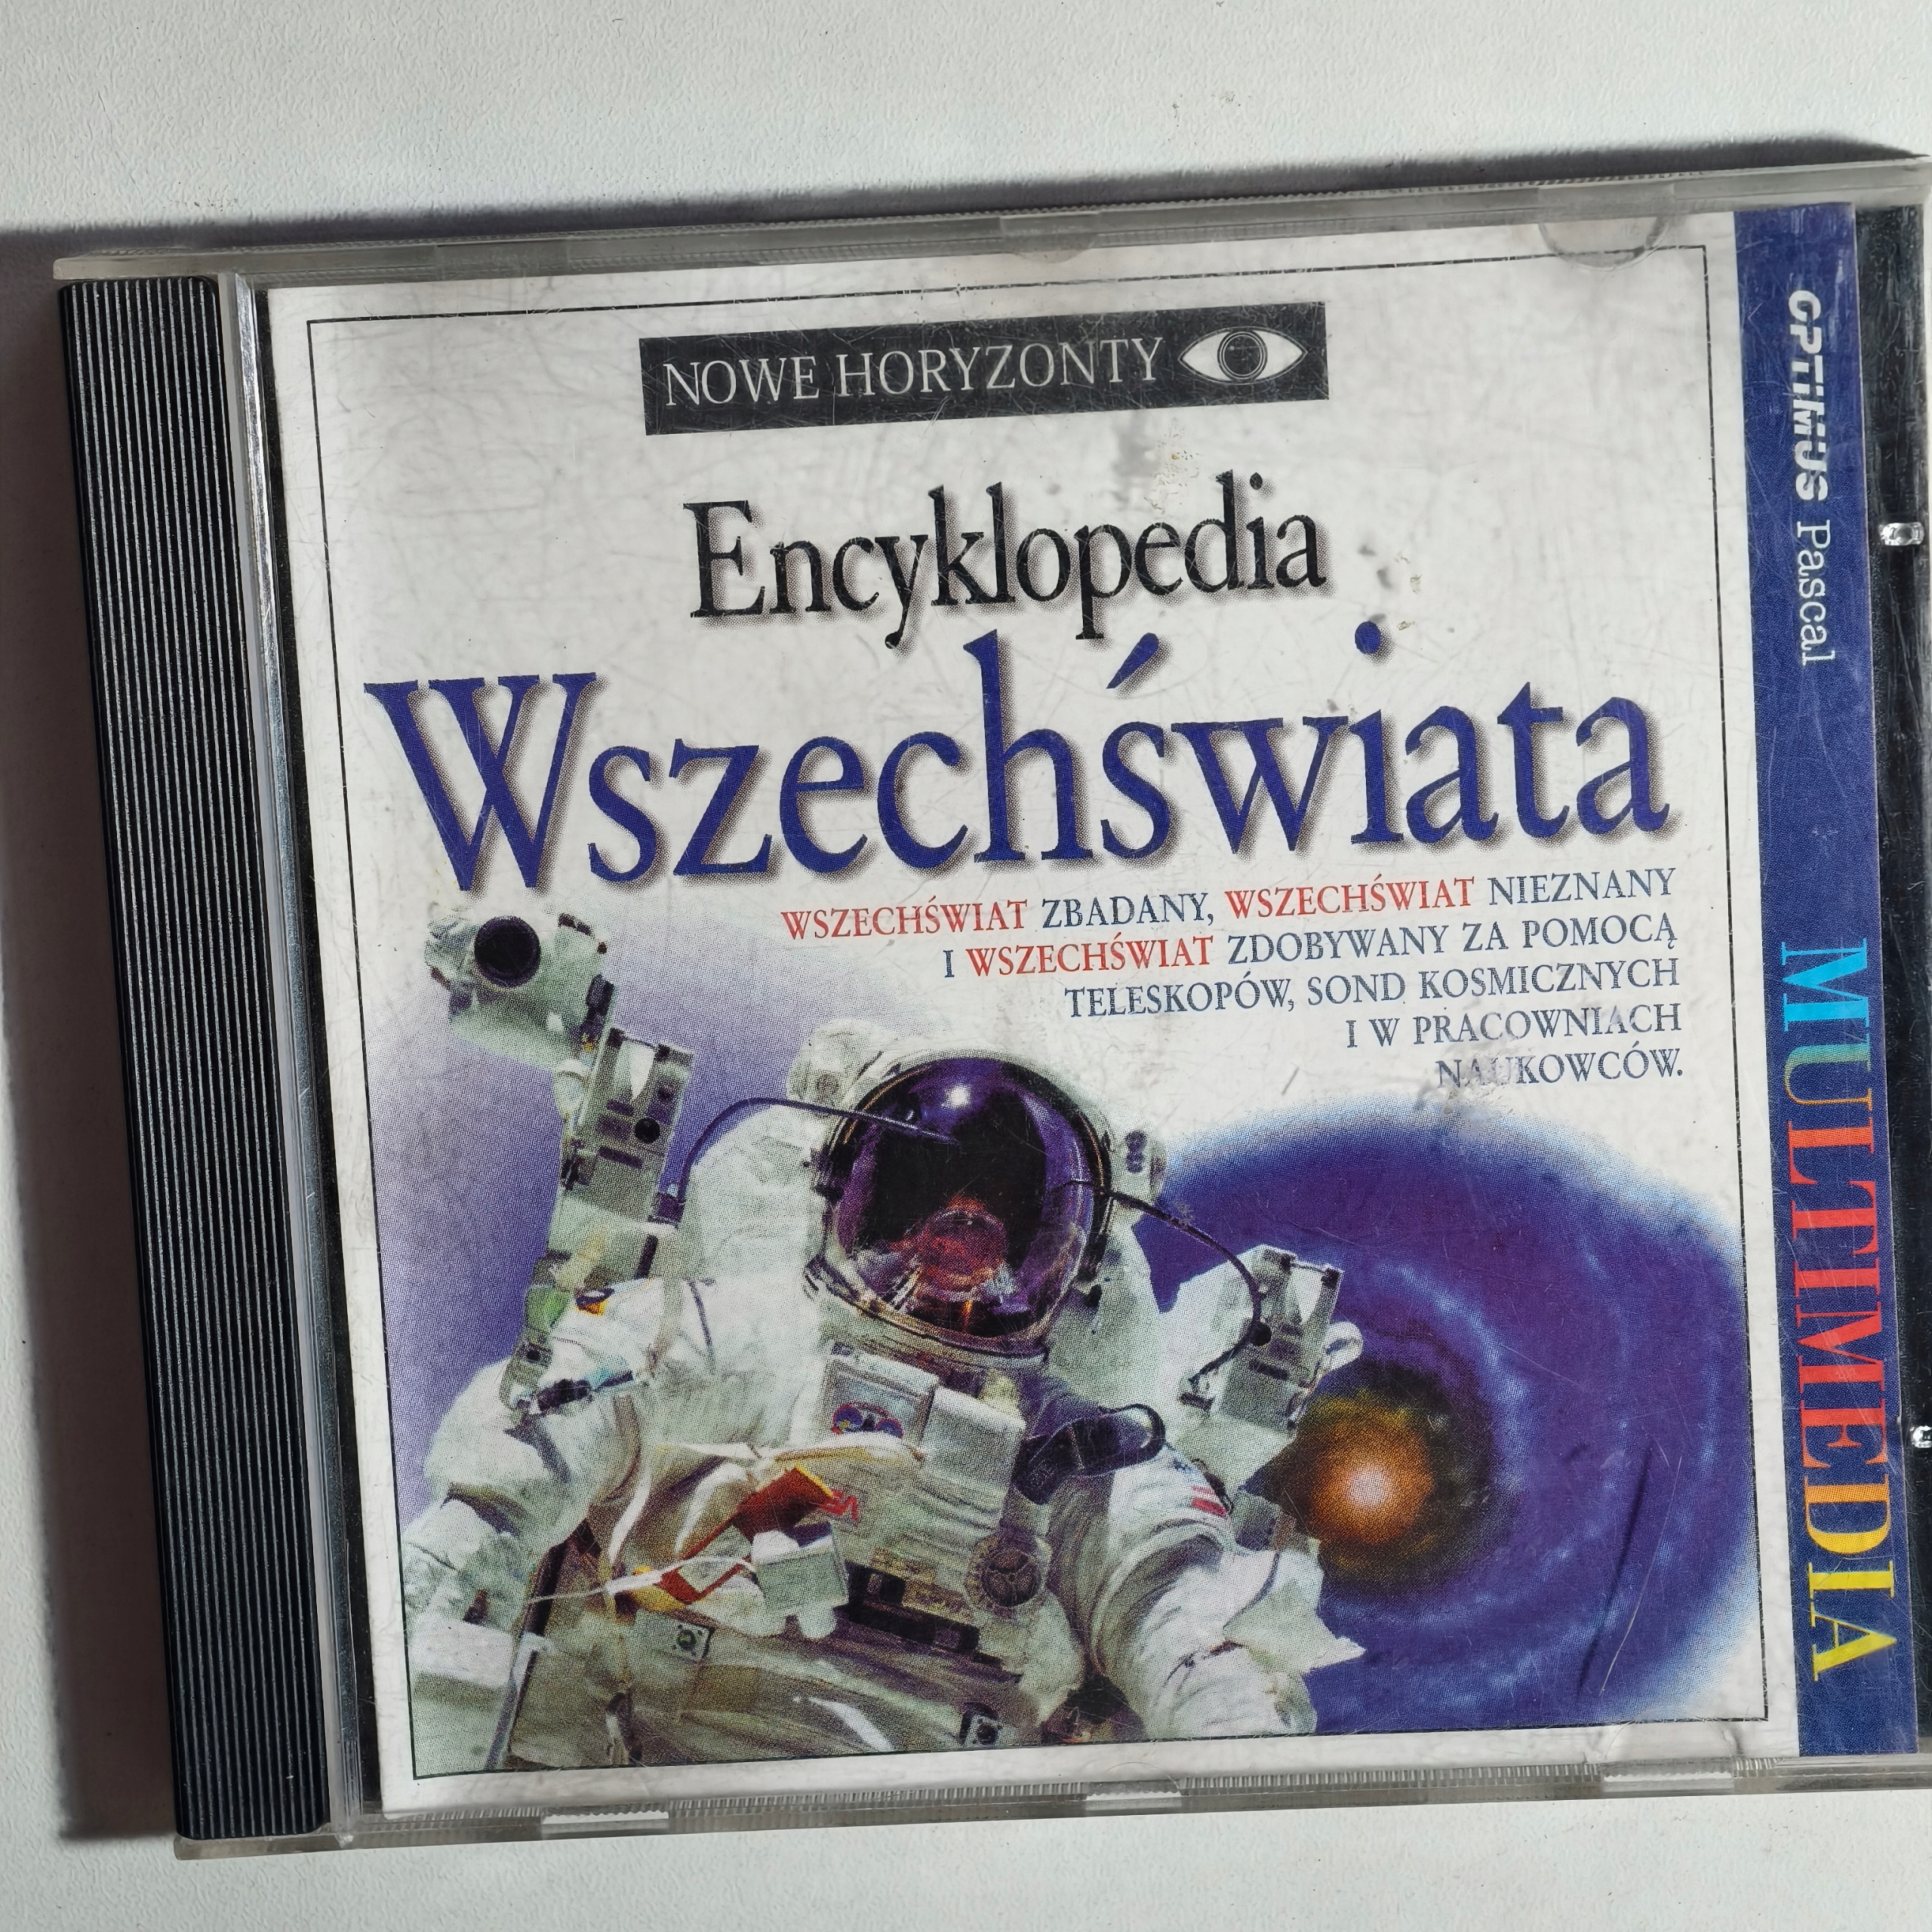 NOWE HORYZONTY
Encyklopedia
Wszechświata
WSZECHŚWIAT ZBADANY, WSZECHŚWIAT NIEZNANY
I WSZECHŚWIAT ZDOBYWANY ZA POMOCĄ
TELESKOPÓW, SOND KOSMICZNYCH
I W PRACOWNIACH
NAUKOWCÓW.
OPTIMUS Pascal
MULTIMEDIA